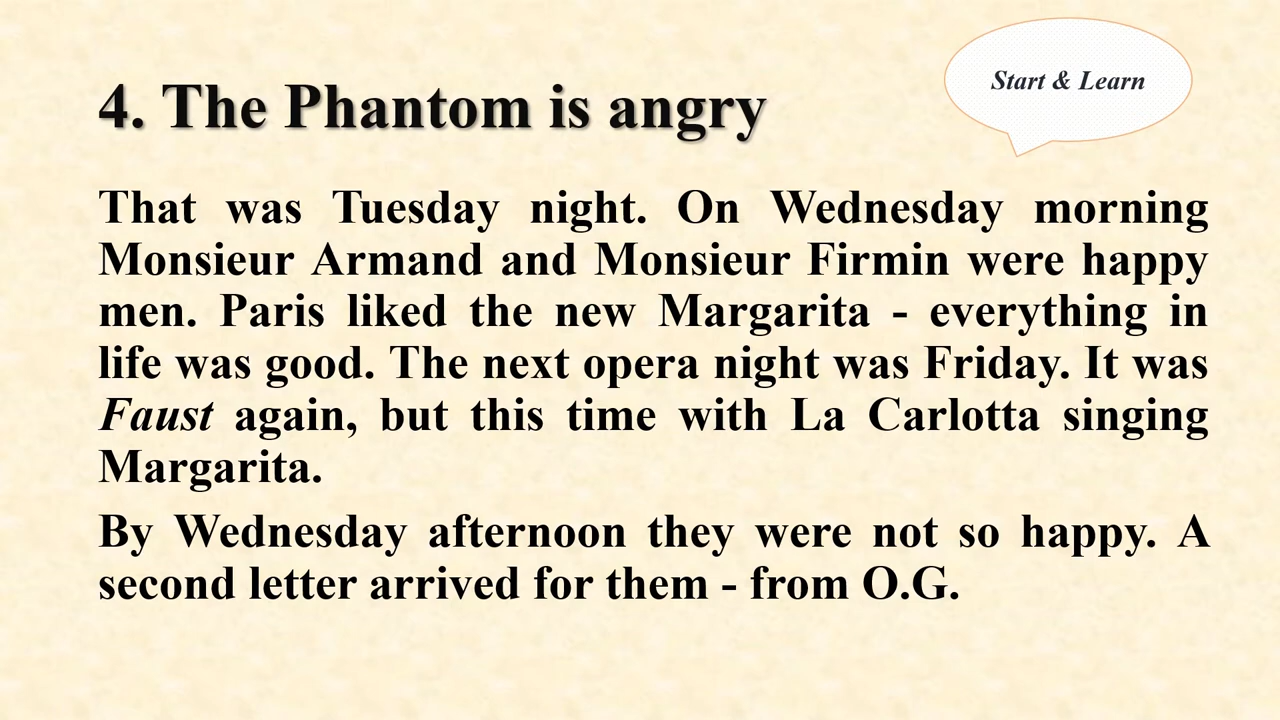 Start & Learn
4. The Phantom is angry
That was Tuesday night. On Wednesday morning
Monsieur Armand and Monsieur Firmin were happy
men. Paris liked the new Margarita - everything in
life was good. The next opera night was Friday. It was
Faust again, but this time with La Carlotta singing
Margarita.
By Wednesday afternoon they were not so happy. A
second letter arrived for them - from O.G.